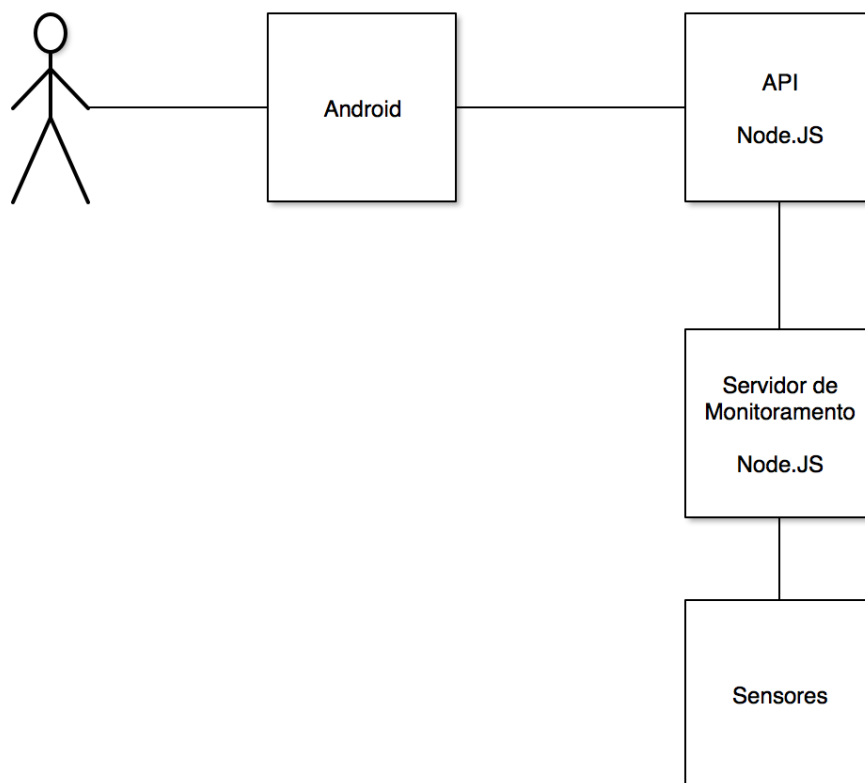 Android
API
Node.JS
Servidor de
Monitoramento
Node.JS
Sensores